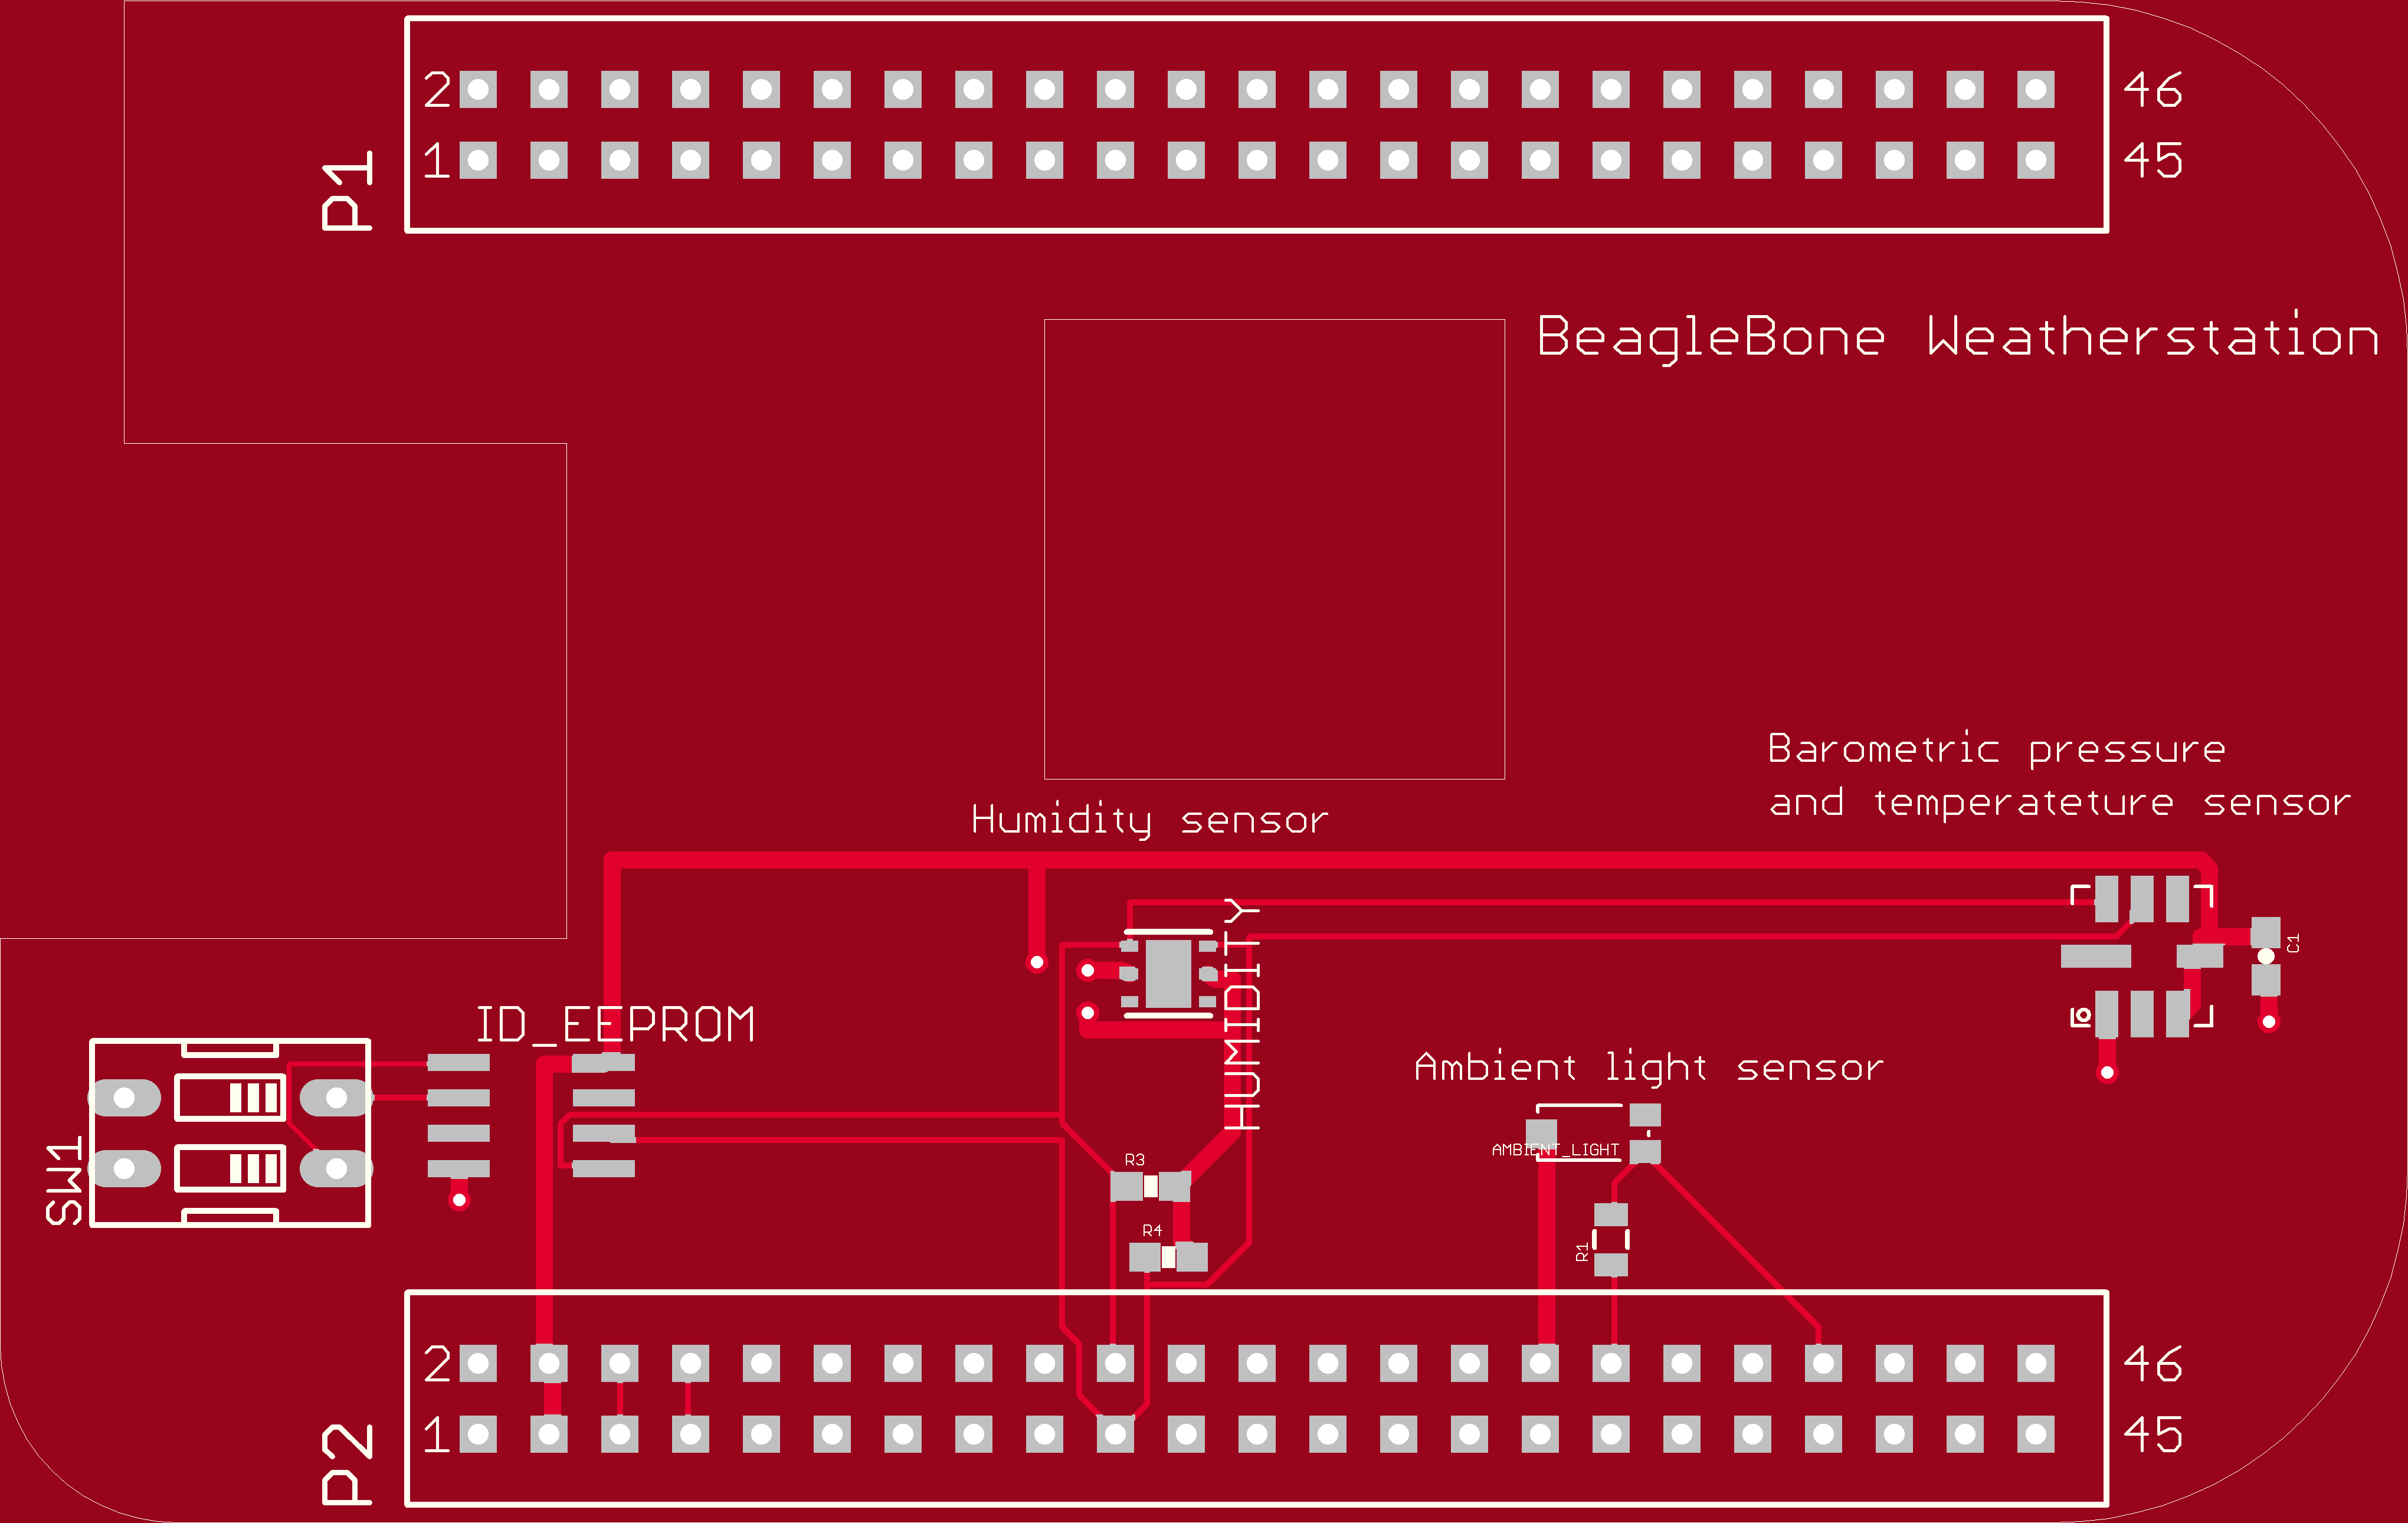 2 46
1 45
P1
BeagleBone Weatherstation
Barometric pressure
and temperateture sensor
Humidity sensor
HUMIDITY
C1
ID_EEPROM
SW1
Ambient light sensor
AMBIENT_LIGHT
R3
R4
R1
2 46
1 45
P2